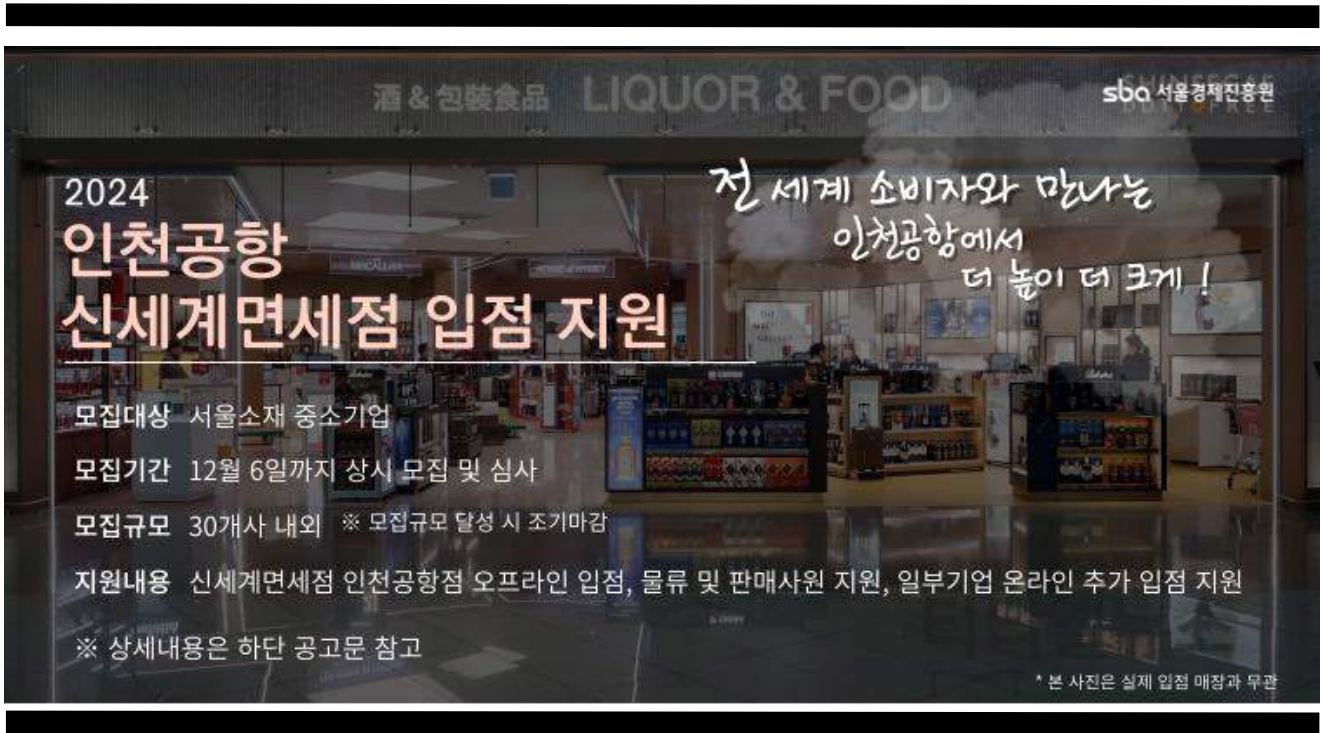 酒 & 包裝食品 LIQUOR & FOOD
SHINSEGAE
DUTY FREE
sba 서울경제진흥원
2024
인천공항
신세계면세점 입점 지원
전 세계 소비자와 만나는
인천공항에서
더 높이 더 크게 !
모집대상 서울소재 중소기업
모집기간 12월 6일까지 상시 모집 및 심사
모집규모 30개사 내외 ※ 모집규모 달성 시 조기마감
지원내용 신세계면세점 인천공항점 오프라인 입점, 물류 및 판매사원 지원, 일부기업 온라인 추가 입점 지원
※ 상세내용은 하단 공고문 참고
* 본 사진은 실제 입점 매장과 무관